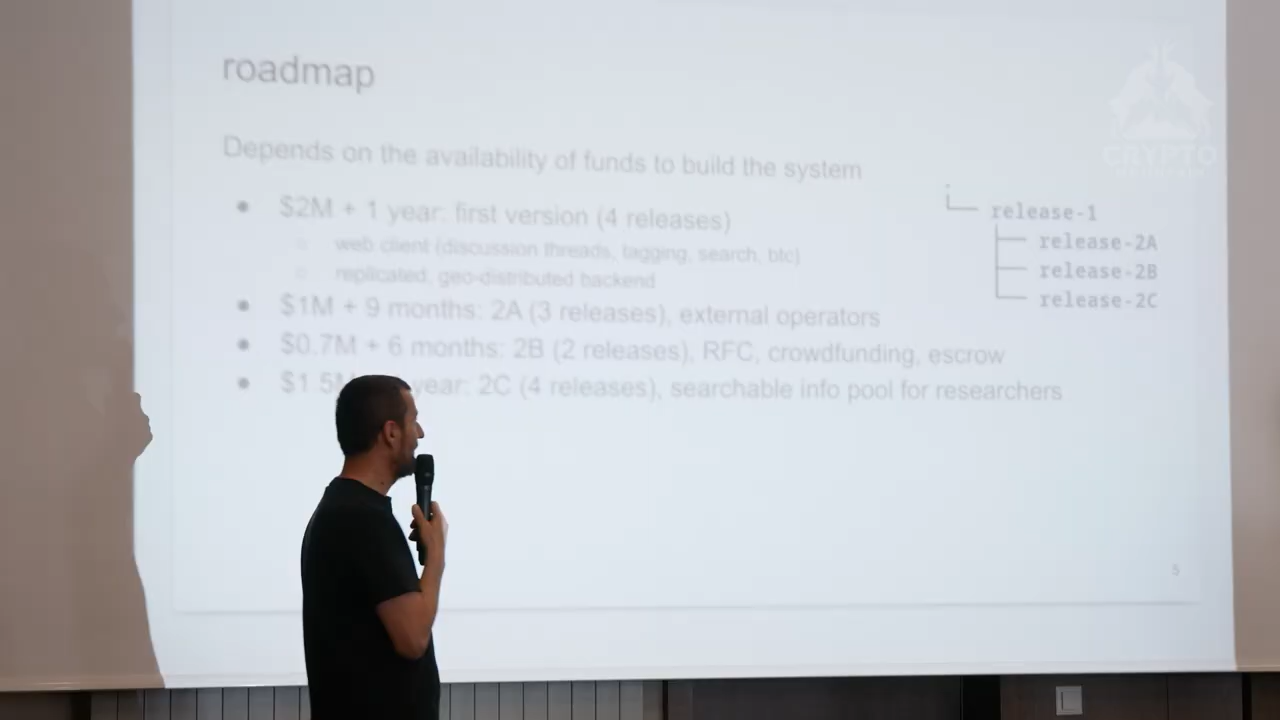 roadmap
Depends on the availability of funds to build the system
$2M + 1 year: first version (4 releases)
web client (discussion threads, tagging, search, btc)
replicated, geo-distributed backend
$1M + 9 months: 2A (3 releases), external operators
$0.7M + 6 months: 2B (2 releases), RFC, crowdfunding, escrow
$1.5M year: 2C (4 releases), searchable info pool for researchers
release-1
release-2A
release-2B
release-2C
5
CRYPTO